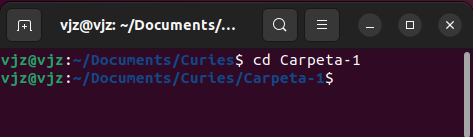 vjz@vjz: ~/Documents/...
vjz@vjz:~/Documents/Curies$ cd Carpeta-1
vjz@vjz:~/Documents/Curies/Carpeta-1$